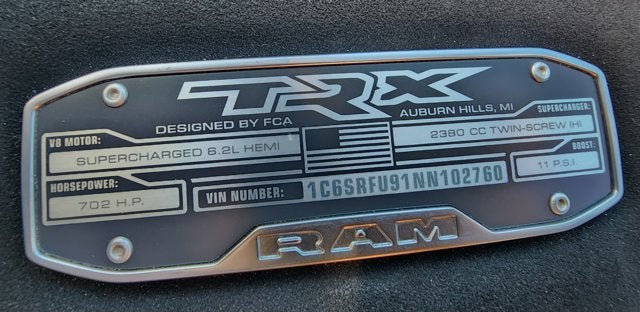 TRX
DESIGNED BY FCA
AUBURN HILLS, MI
V8 MOTOR:
SUPERCHARGED 6.2L HEMI
SUPERCHARGER:
2380 CC TWIN-SCREW IHI
HORSEPOWER:
702 H.P.
BOOST:
11 P.S.I.
VIN NUMBER: 1C6SRFU91NN102760
RAM